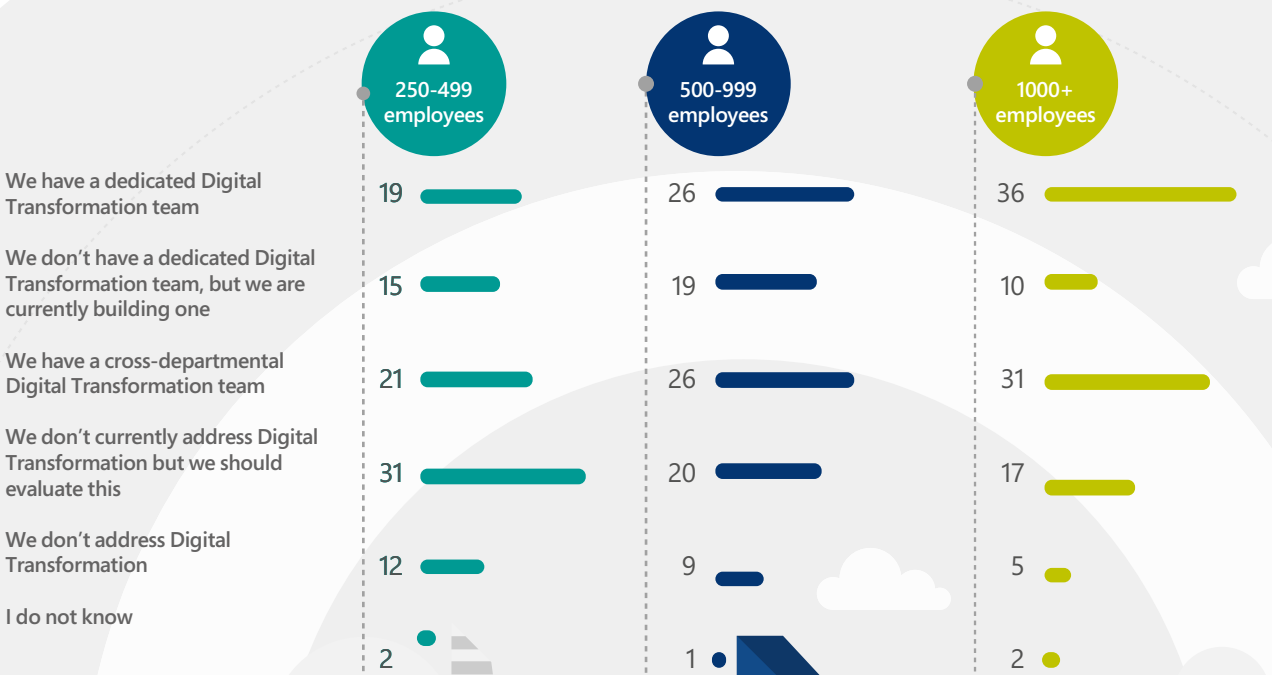 250-499
employees
500-999
employees
1000+
employees
We have a dedicated Digital
Transformation team
19
26
36
We don't have a dedicated Digital
Transformation team, but we are
currently building one
15
19
10
We have a cross-departmental
Digital Transformation team
21
26
31
We don't currently address Digital
Transformation but we should
evaluate this
31
20
17
We don't address Digital
Transformation
12
9
5
I do not know
2
1
2